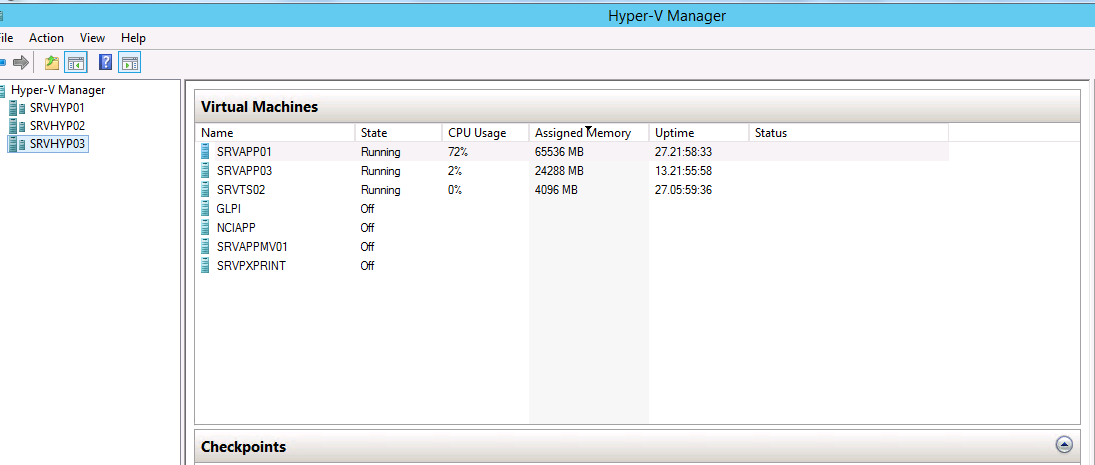 Hyper-V Manager
ile Action View Help
Hyper-V Manager
SRVHYP01
SRVHYP02
SRVHYP03
Virtual Machines
Name State CPU Usage Assigned Memory Uptime Status
SRVAPP01 Running 72% 65536 MB 27.21:58:33
SRVAPP03 Running 2% 24288 MB 13.21:55:58
SRVTS02 Running 0% 4096 MB 27.05:59:36
GLPI Off
NCIAPP Off
SRVAPPMV01 Off
SRVPXPRINT Off
Checkpoints